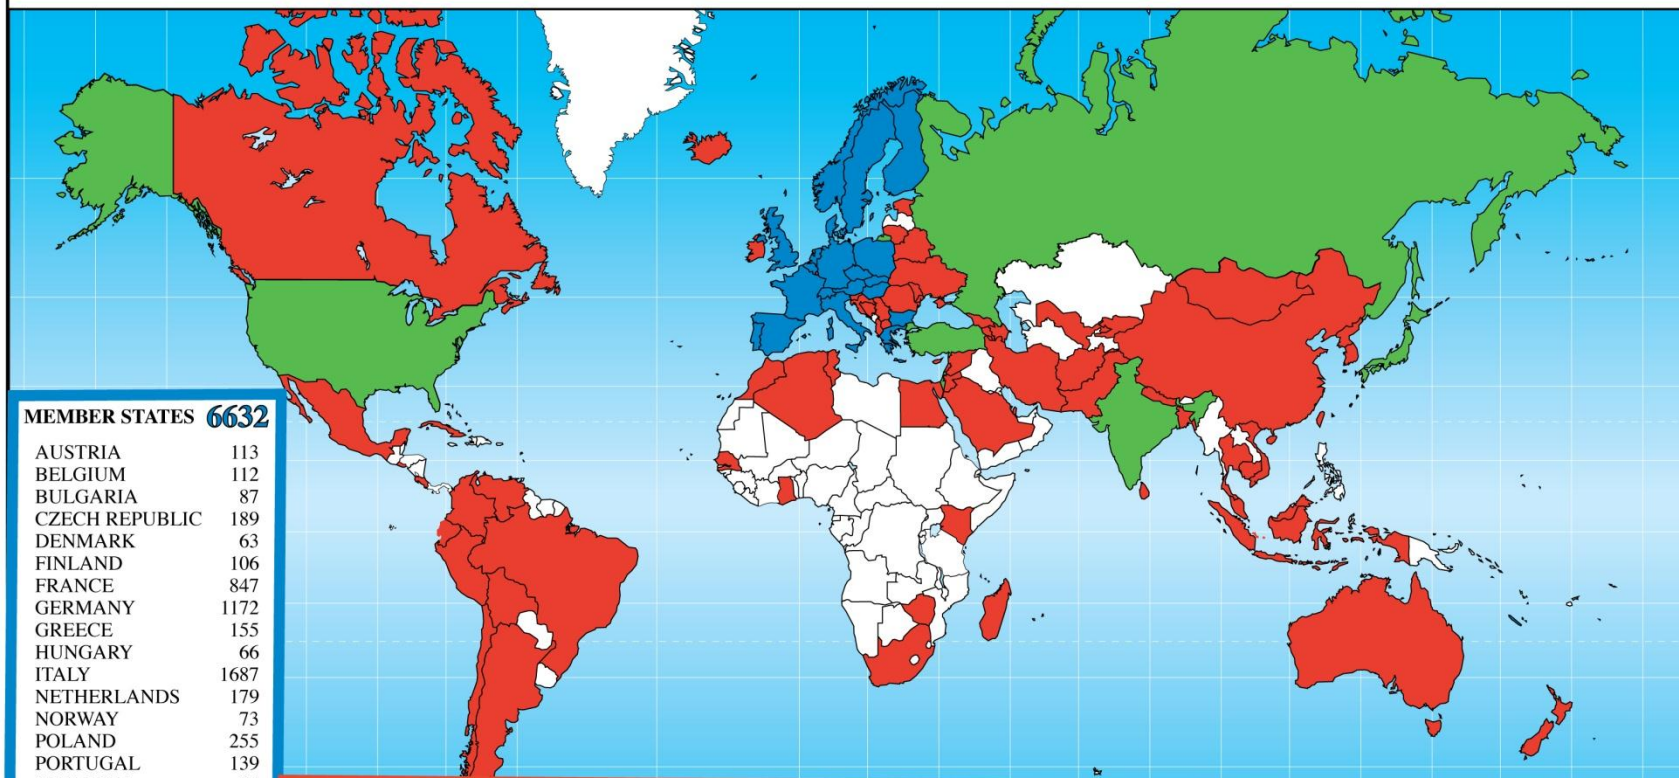 MEMBER STATES 6632
AUSTRIA 113
BELGIUM 112
BULGARIA 87
CZECH REPUBLIC 189
DENMARK 63
FINLAND 106
FRANCE 847
GERMANY 1172
GREECE 155
HUNGARY 66
ITALY 1687
NETHERLANDS 179
NORWAY 73
POLAND 255
PORTUGAL 139